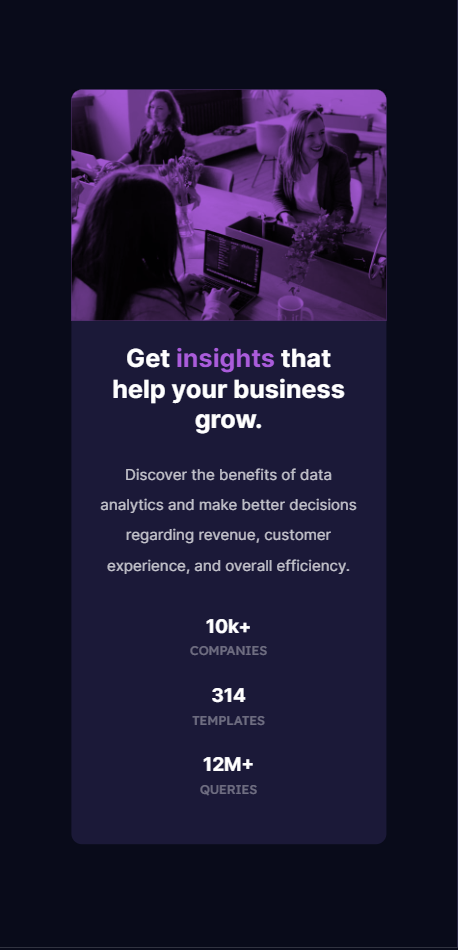 Get insights that
help your business
grow.
Discover the benefits of data
analytics and make better decisions
regarding revenue, customer
experience, and overall efficiency.
10k+
COMPANIES
314
TEMPLATES
12M+
QUERIES